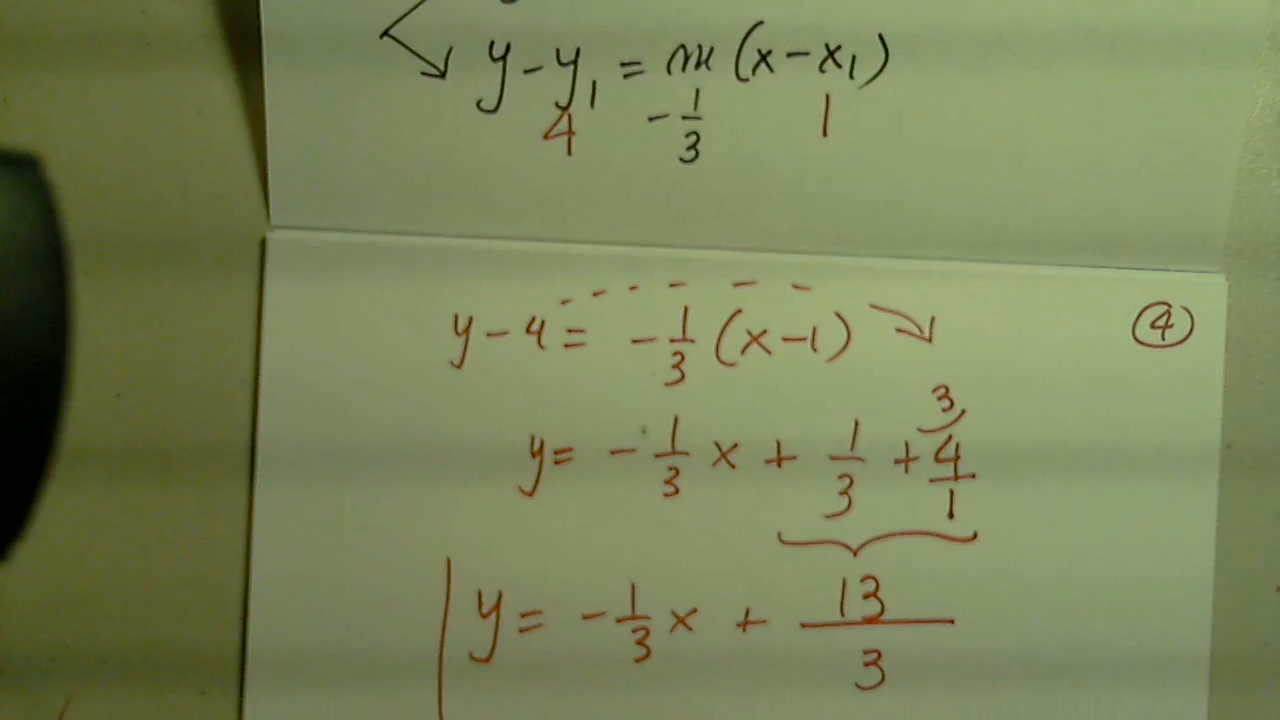 y - y₁ = m (x - x₁)
4 - 1/3 1
y - 4 = - 1/3 (x - 1)
④
3
y = - 1/3 x + 1/3 + 4/1
y = - 1/3 x + 13/3